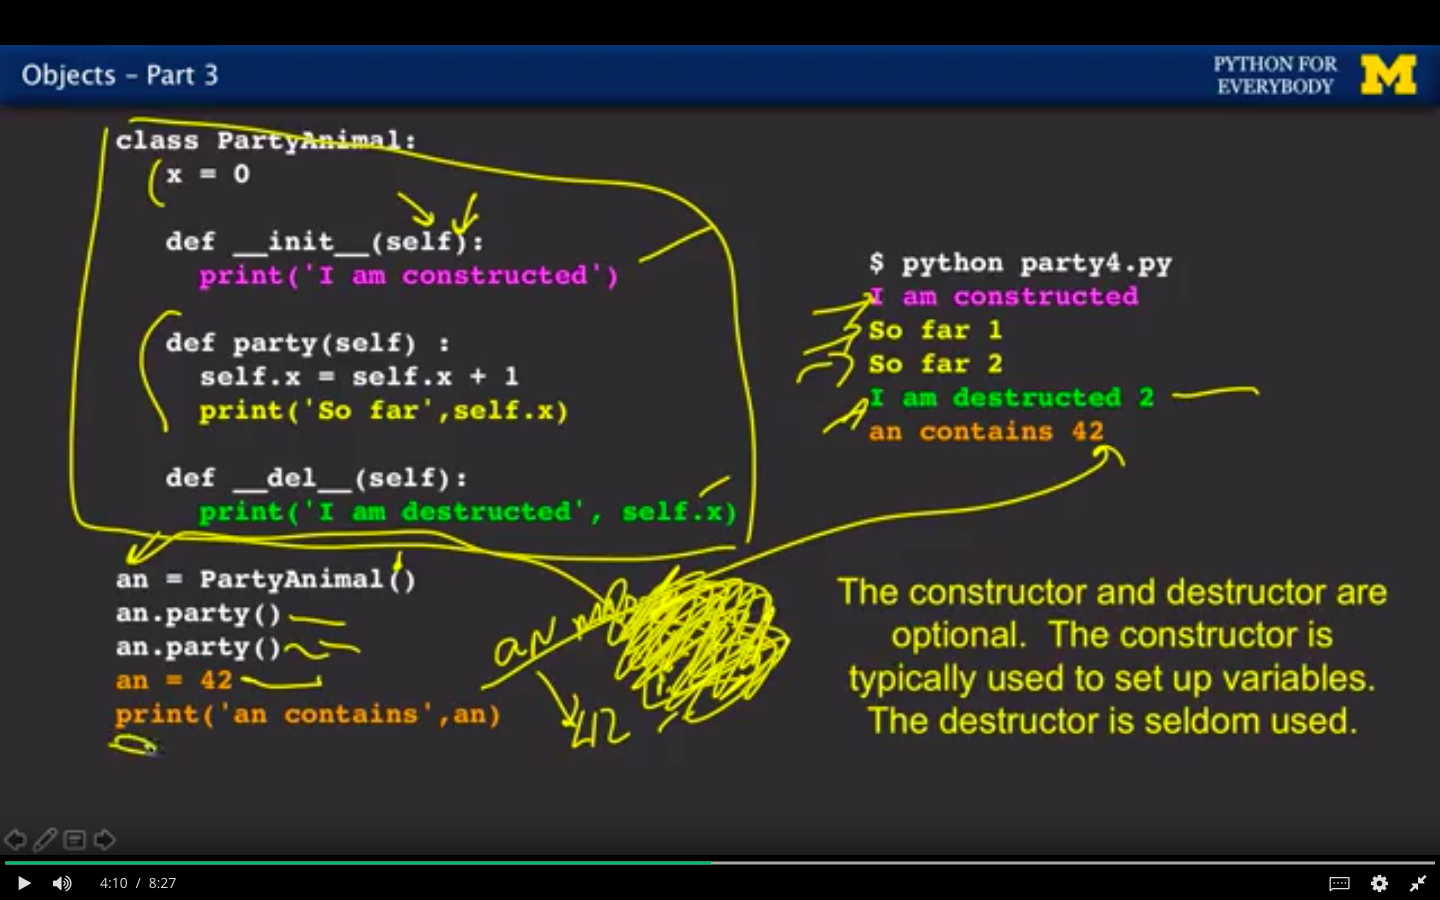 Objects – Part 3
PYTHON FOR
EVERYBODY
M
class PartyAnimal:
x = 0
def __init__(self):
print('I am constructed')
def party(self) :
self.x = self.x + 1
print('So far',self.x)
def __del__(self):
print('I am destructed', self.x)
an = PartyAnimal()
an.party()
an.party()
an = 42
print('an contains',an)
an
42
$ python party4.py
I am constructed
So far 1
So far 2
I am destructed 2
an contains 42
The constructor and destructor are
optional. The constructor is
typically used to set up variables.
The destructor is seldom used.
4:10 / 8:27